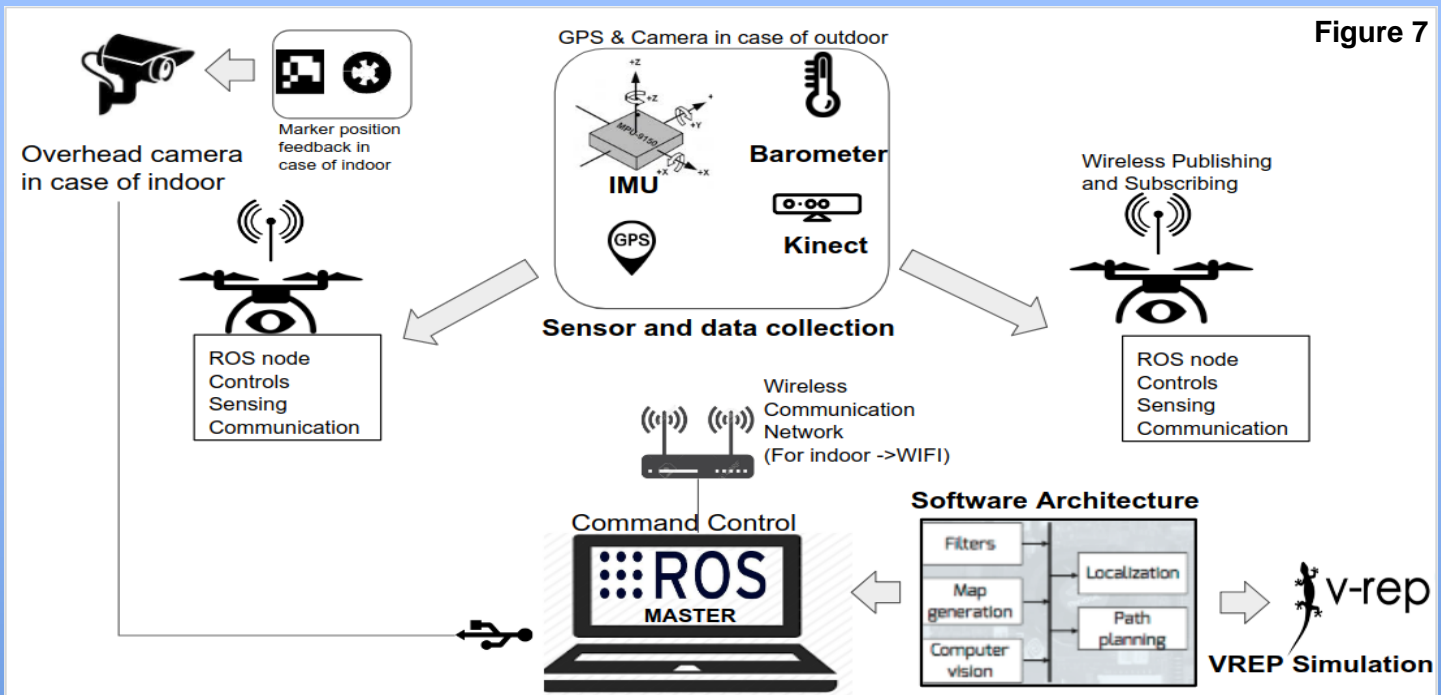 Figure 7
GPS & Camera in case of outdoor
Marker position
feedback in
case of indoor
Overhead camera
in case of indoor
+Z
+Z
+Y
+X
+X
MPU-9150
IMU
Barometer
GPS
Kinect
Sensor and data collection
Wireless Publishing
and Subscribing
ROS node
Controls
Sensing
Communication
ROS node
Controls
Sensing
Communication
Wireless
Communication
Network
(For indoor ->WIFI)
Command Control
ROS
MASTER
Software Architecture
Filters
Map
generation
Computer
vision
Localization
Path
planning
v-rep
VREP Simulation